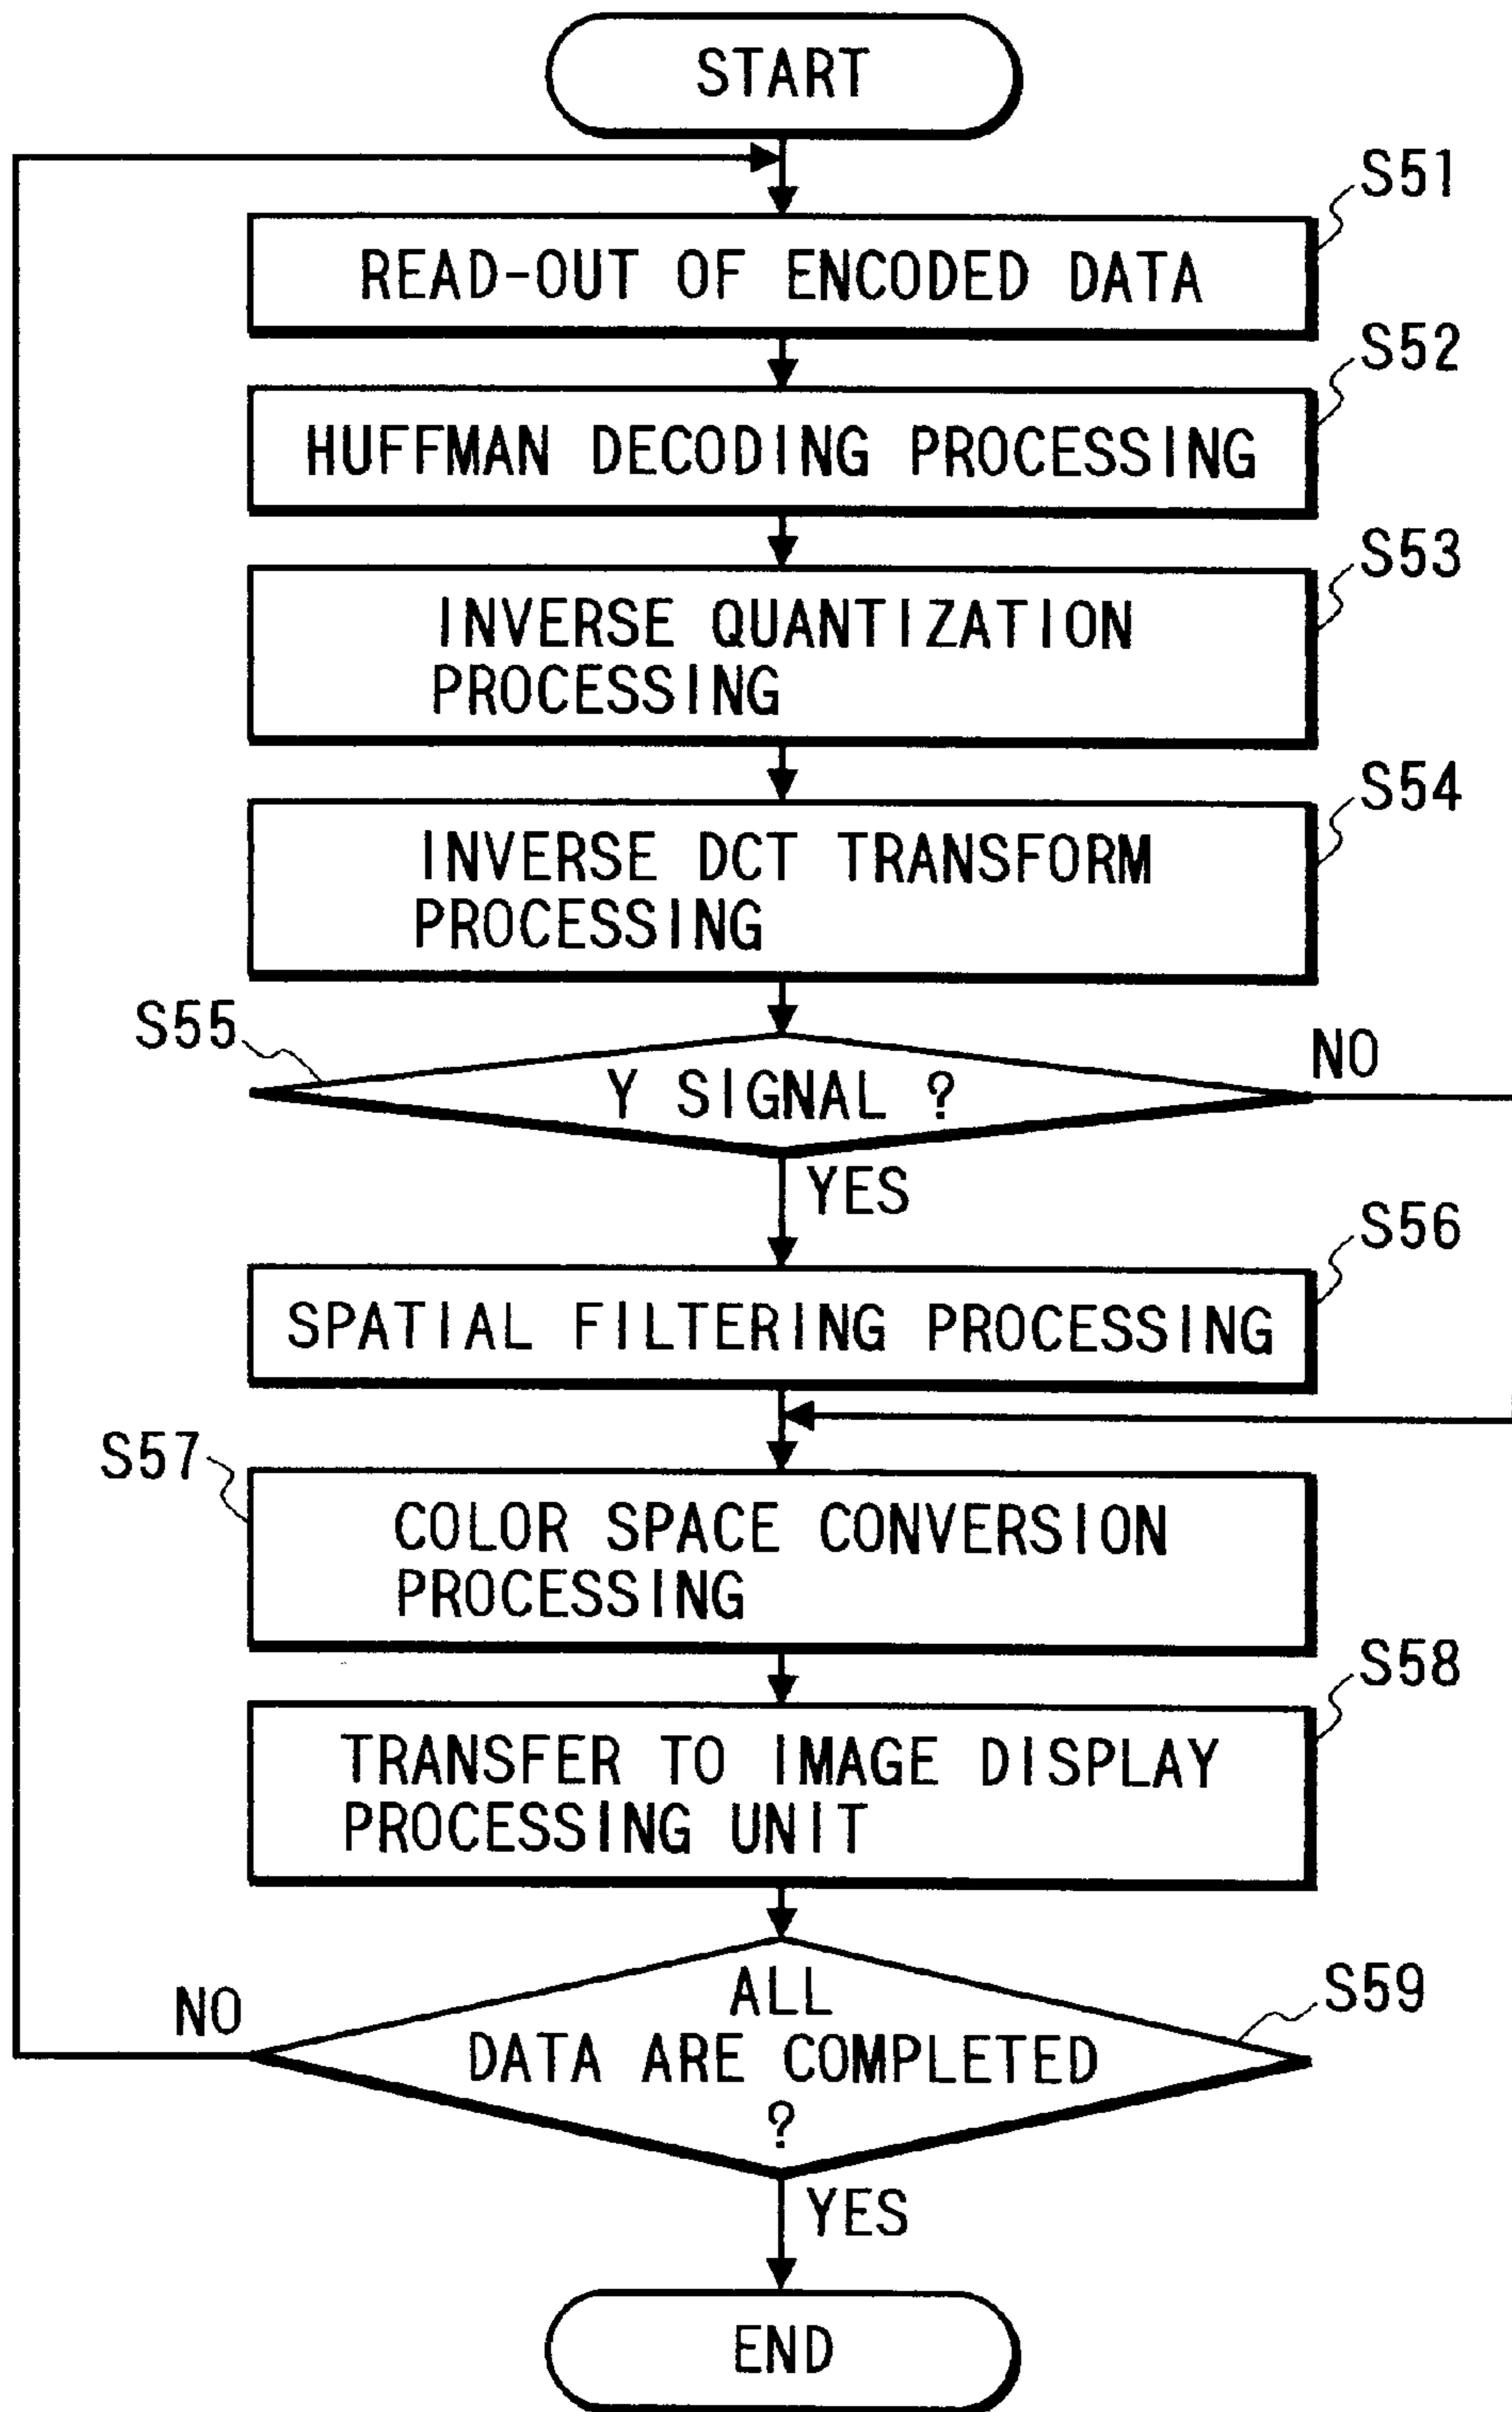 START
S51
READ-OUT OF ENCODED DATA
S52
HUFFMAN DECODING PROCESSING
S53
INVERSE QUANTIZATION
PROCESSING
S54
INVERSE DCT TRANSFORM
PROCESSING
S55
Y SIGNAL ?
NO
YES
S56
SPATIAL FILTERING PROCESSING
S57
COLOR SPACE CONVERSION
PROCESSING
S58
TRANSFER TO IMAGE DISPLAY
PROCESSING UNIT
S59
ALL
DATA ARE COMPLETED
?
NO
YES
END